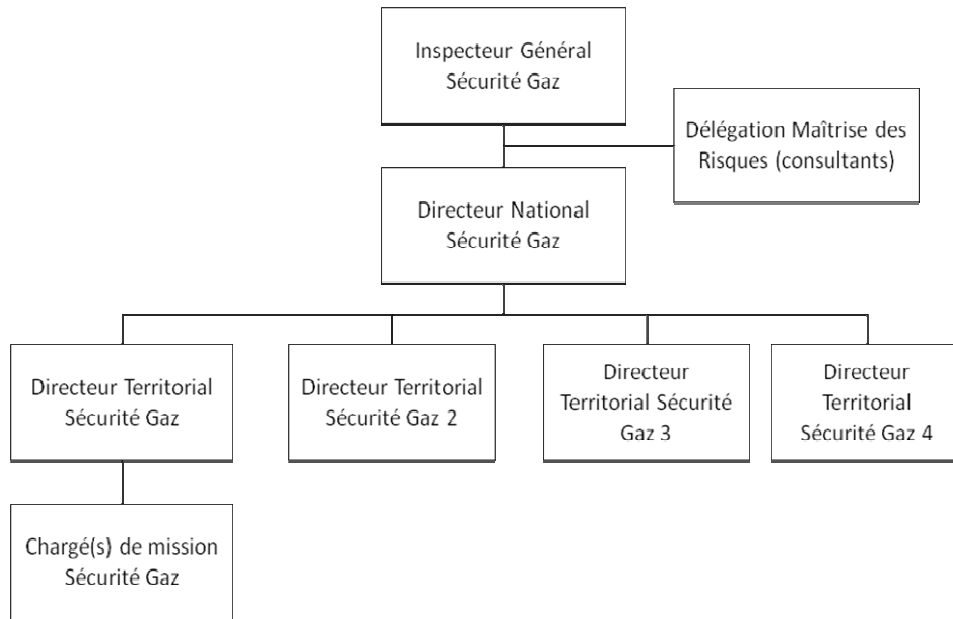 Inspecteur Général
Sécurité Gaz
Délégation Maîtrise des
Risques (consultants)
Directeur National
Sécurité Gaz
Directeur Territorial
Sécurité Gaz
Directeur Territorial
Sécurité Gaz 2
Directeur
Territorial Sécurité
Gaz 3
Directeur
Territorial
Sécurité Gaz 4
Chargé(s) de mission
Sécurité Gaz